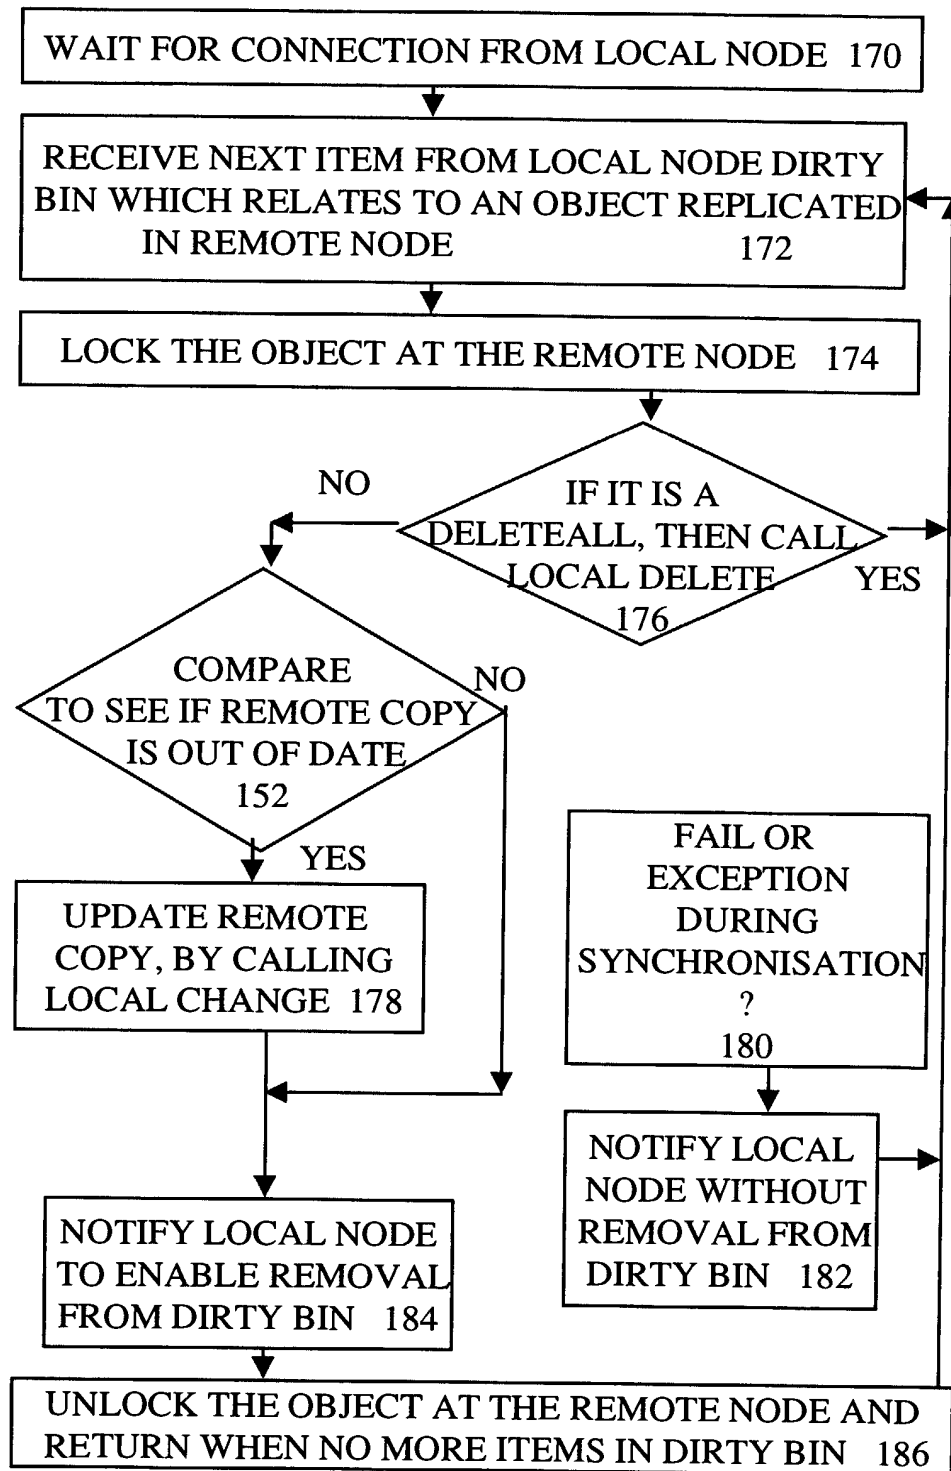 WAIT FOR CONNECTION FROM LOCAL NODE 170
RECEIVE NEXT ITEM FROM LOCAL NODE DIRTY
BIN WHICH RELATES TO AN OBJECT REPLICATED
IN REMOTE NODE 172
LOCK THE OBJECT AT THE REMOTE NODE 174
NO
IF IT IS A
DELETEALL, THEN CALL
LOCAL DELETE
176
YES
COMPARE
TO SEE IF REMOTE COPY
IS OUT OF DATE
152
NO
YES
UPDATE REMOTE
COPY, BY CALLING
LOCAL CHANGE 178
FAIL OR
EXCEPTION
DURING
SYNCHRONISATION
?
180
NOTIFY LOCAL
NODE WITHOUT
REMOVAL FROM
DIRTY BIN 182
NOTIFY LOCAL NODE
TO ENABLE REMOVAL
FROM DIRTY BIN 184
UNLOCK THE OBJECT AT THE REMOTE NODE AND
RETURN WHEN NO MORE ITEMS IN DIRTY BIN 186